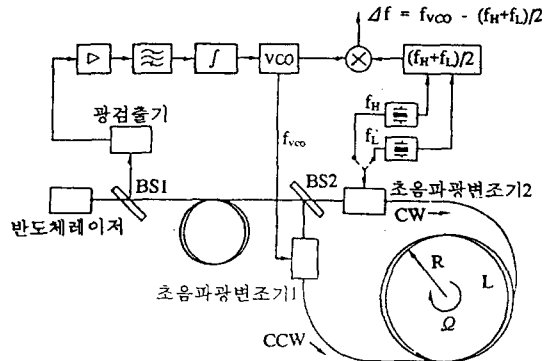 Δf = fVCO - (fH+fL)/2
▷
∫
VCO
(fH+fL)/2
fH
fL
광검출기
fvco
BS1
BS2
초음파광변조기2
반도체레이저
CW
초음파광변조기1
R
L
Ω
CCW